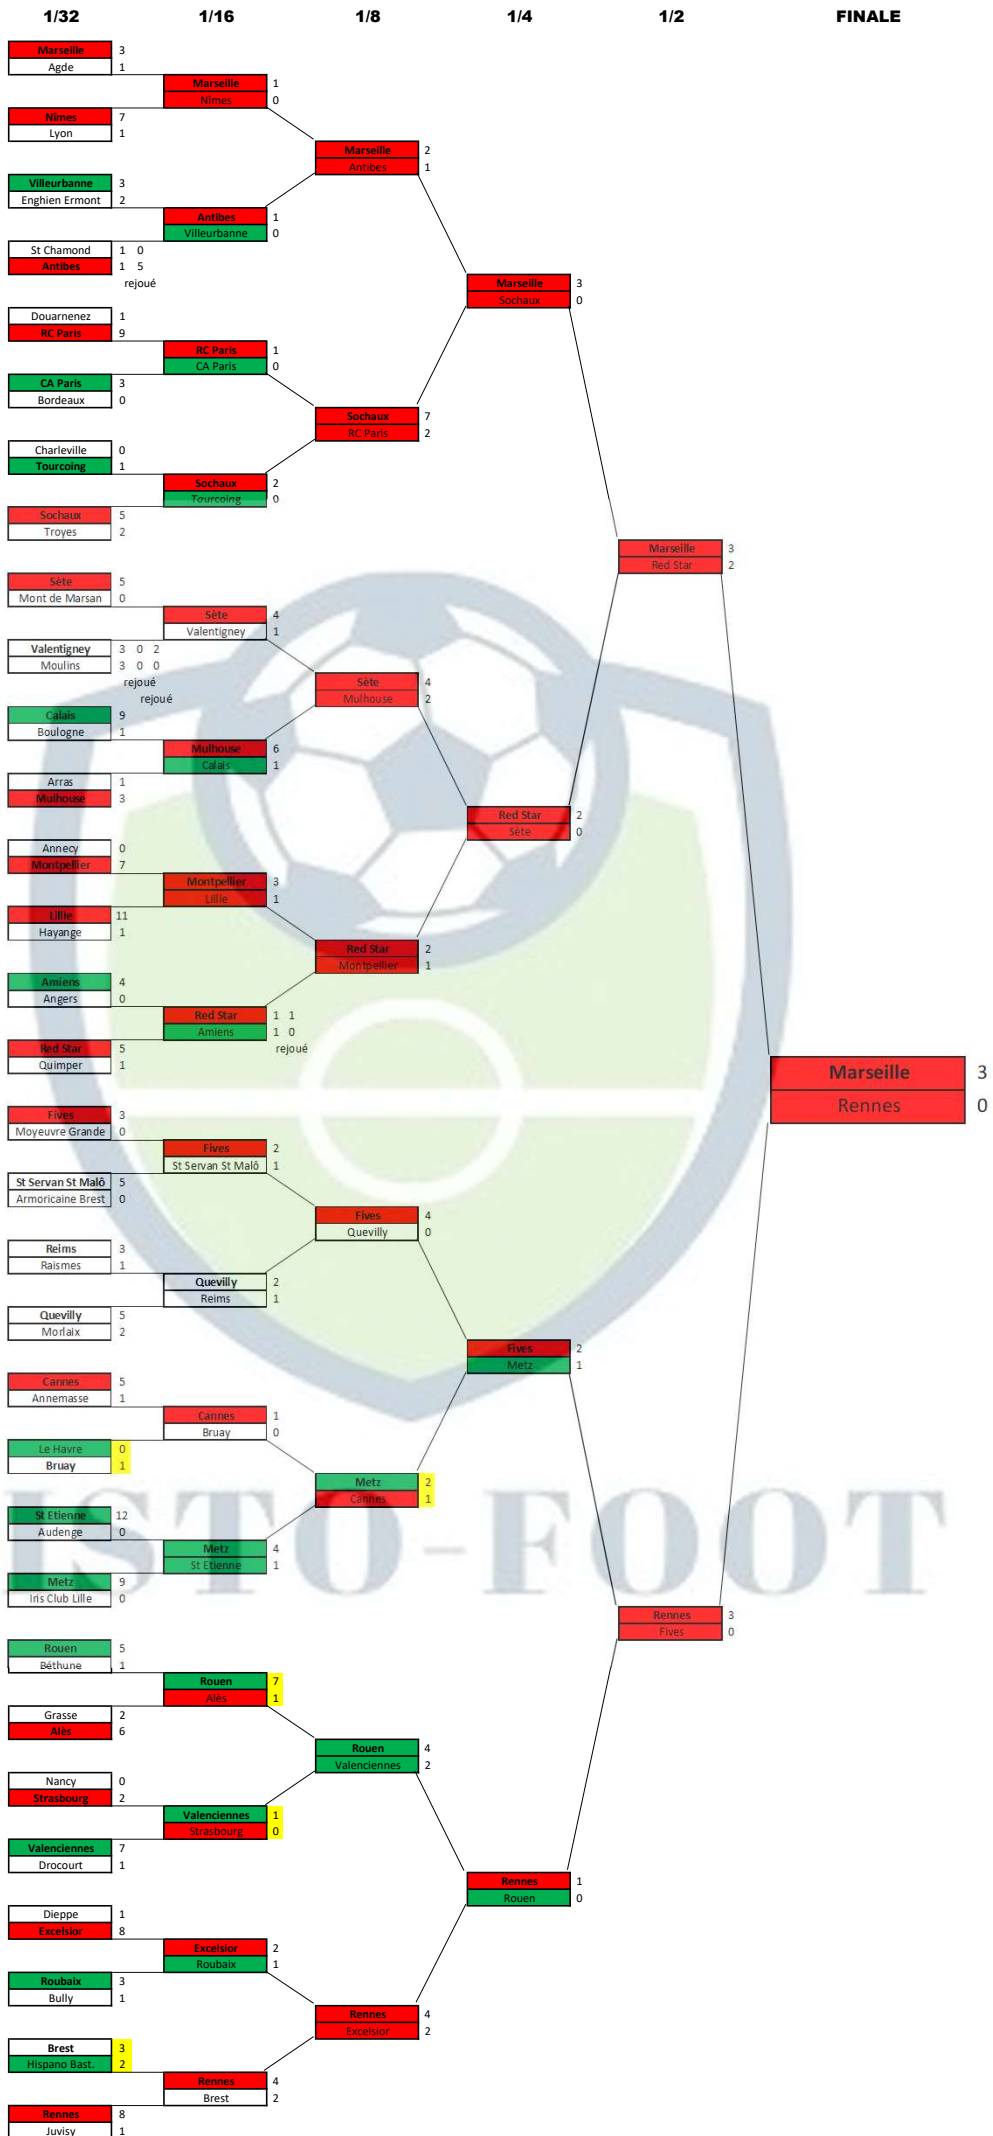 1/32 1/16 1/8 1/4 1/2 FINALE
Marseille 3
Agde 1
Marseille 1
Nîmes 0
Nîmes 7
Lyon 1
Marseille 2
Antibes 1
Villeurbanne 3
Enghien Ermont 2
Antibes 1
Villeurbanne 0
St Chamond 1 0
Antibes 1 5
rejoué
Marseille 3
Sochaux 0
Douarnenez 1
RC Paris 9
RC Paris 1
CA Paris 0
CA Paris 3
Bordeaux 0
Sochaux 7
RC Paris 2
Charleville 0
Tourcoing 1
Sochaux 2
Tourcoing 0
Sochaux 5
Troyes 2
Marseille 3
Red Star 2
Sète 5
Mont de Marsan 0
Sète 4
Valentigney 1
Valentigney 3 0 2
Moulins 3 0 0
rejoué
rejoué
Sète 4
Mulhouse 2
Calais 9
Boulogne 1
Mulhouse 6
Calais 1
Arras 1
Mulhouse 3
Red Star 2
Sète 0
Annecy 0
Montpellier 7
Montpellier 3
Lille 1
Lille 11
Hayange 1
Red Star 2
Montpellier 1
Amiens 4
Angers 0
Red Star 1 1
Amiens 1 0
rejoué
Red Star 5
Quimper 1
Marseille 3
Rennes 0
Fives 3
Moyeuvre Grande 0
Fives 2
St Servan St Malô 1
St Servan St Malô 5
Armoricaine Brest 0
Fives 4
Quevilly 0
Reims 3
Raismes 1
Quevilly 2
Reims 1
Quevilly 5
Morlaix 2
Fives 2
Metz 1
Cannes 5
Annemasse 1
Cannes 1
Bruay 0
Le Havre 0
Bruay 1
Metz 2
Cannes 1
ISTO-FOOT
St Etienne 12
Audenge 0
Metz 4
St Etienne 1
Metz 9
Iris Club Lille 0
Rennes 3
Fives 0
Rouen 5
Béthune 1
Rouen 7
Alès 1
Grasse 2
Alès 6
Rouen 4
Valenciennes 2
Nancy 0
Strasbourg 2
Valenciennes 1
Strasbourg 0
Valenciennes 7
Drocourt 1
Rennes 1
Rouen 0
Dieppe 1
Excelsior 8
Excelsior 2
Roubaix 1
Roubaix 3
Bully 1
Rennes 4
Excelsior 2
Brest 3
Hispano Bast. 2
Rennes 4
Brest 2
Rennes 8
Juvisy 1